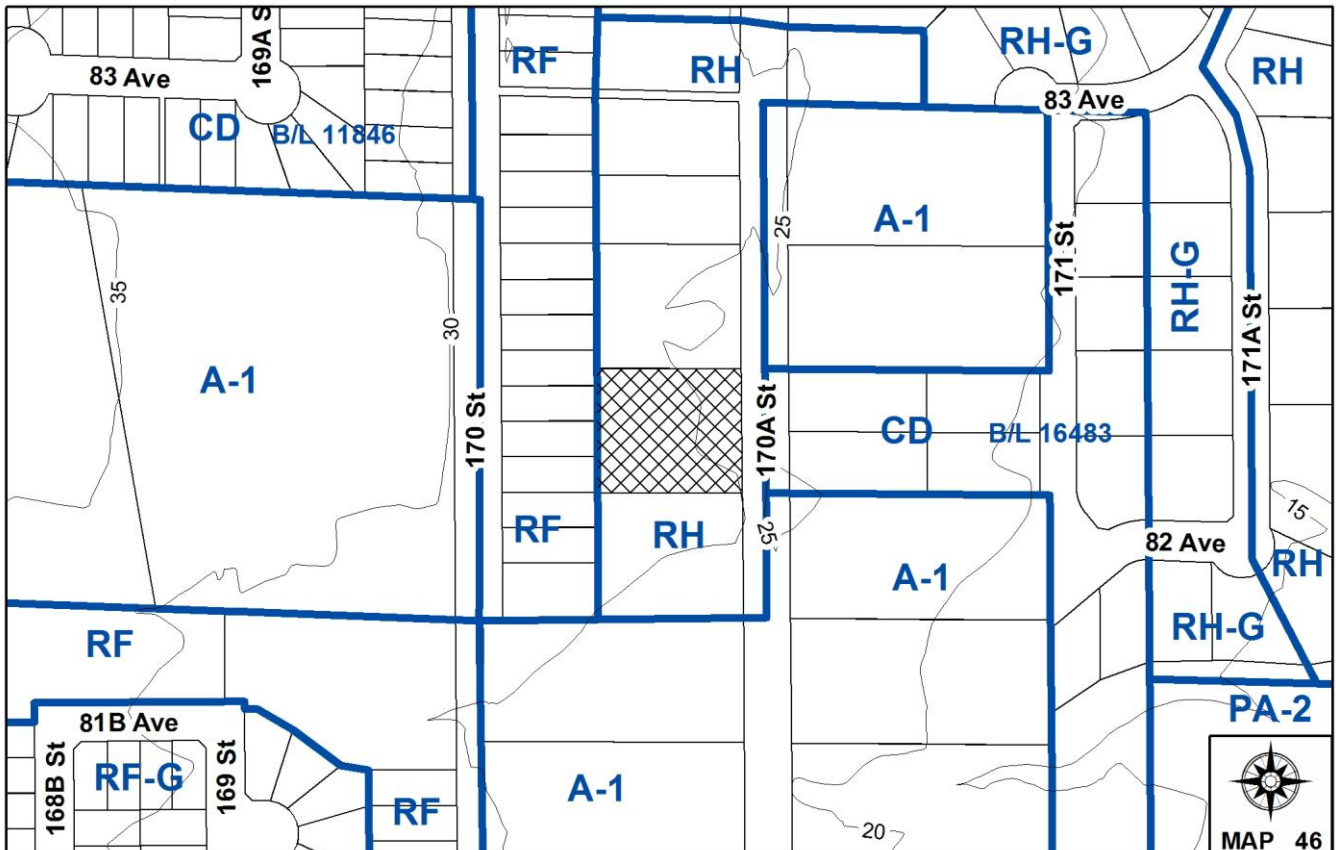 169A S
RH-G
RF
RH
RH
83 Ave
83 Ave
CD
B/L 11846
A-1
25
171 St
RH-G
35
30
171A St
A-1
170 St
170A St
CD
B/L 16483
15
RF
RH
25
82 Ave
RH
A-1
RF
RH-G
PA-2
81B Ave
168B St
RF-G
169 St
A-1
RF
20
MAP 46